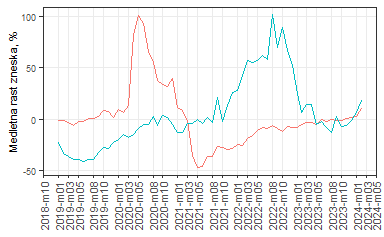 Medletna rast zneska, %
100
50
0
-50
2018-m10
2019-m01
2019-m03
2019-m05
2019-m08
2019-m10
2020-m01
2020-m03
2020-m05
2020-m08
2020-m10
2021-m01
2021-m03
2021-m05
2021-m08
2021-m10
2022-m01
2022-m03
2022-m05
2022-m08
2022-m10
2023-m01
2023-m03
2023-m05
2023-m08
2023-m10
2024-m01
2024-m03
2024-m05